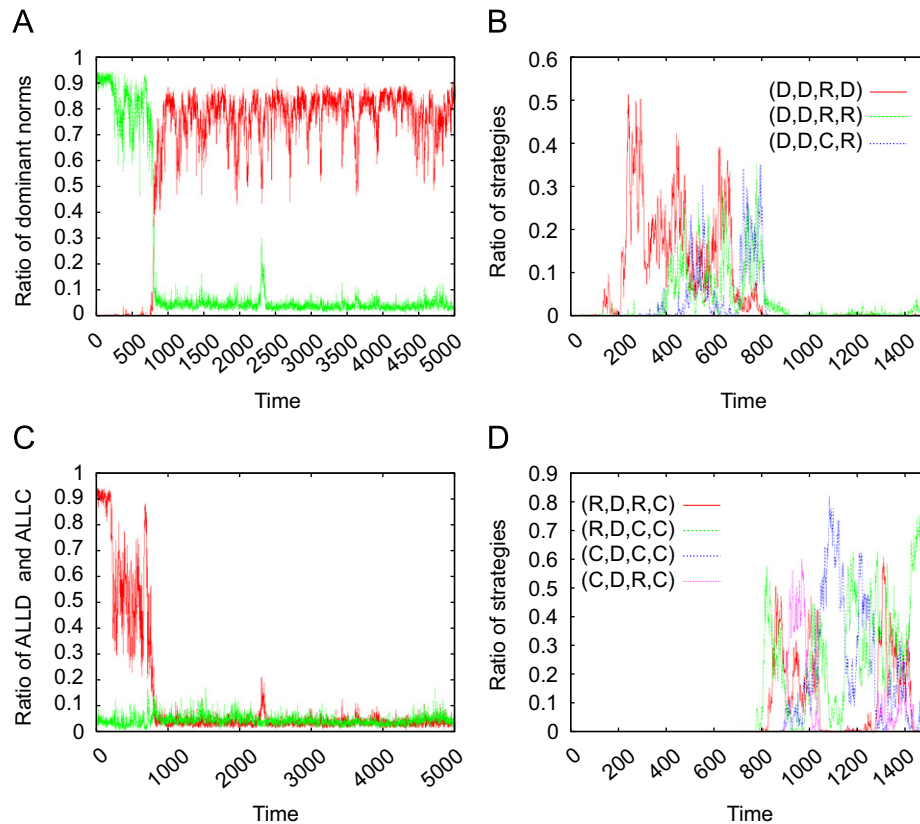 A
Ratio of dominant norms
1
0.9
0.8
0.7
0.6
0.5
0.4
0.3
0.2
0.1
0
0 500 1000 1500 2000 2500 3000 3500 4000 4500 5000
Time
B
Ratio of strategies
0.6
0.5
0.4
0.3
0.2
0.1
0
(D,D,R,D)
(D,D,R,R)
(D,D,C,R)
0 200 400 600 800 1000 1200 1400
Time
C
Ratio of ALLD and ALLC
1
0.9
0.8
0.7
0.6
0.5
0.4
0.3
0.2
0.1
0
0 1000 2000 3000 4000 5000
Time
D
Ratio of strategies
0.9
0.8
0.7
0.6
0.5
0.4
0.3
0.2
0.1
0
(R,D,R,C)
(R,D,C,C)
(C,D,C,C)
(C,D,R,C)
0 200 400 600 800 1000 1200 1400
Time